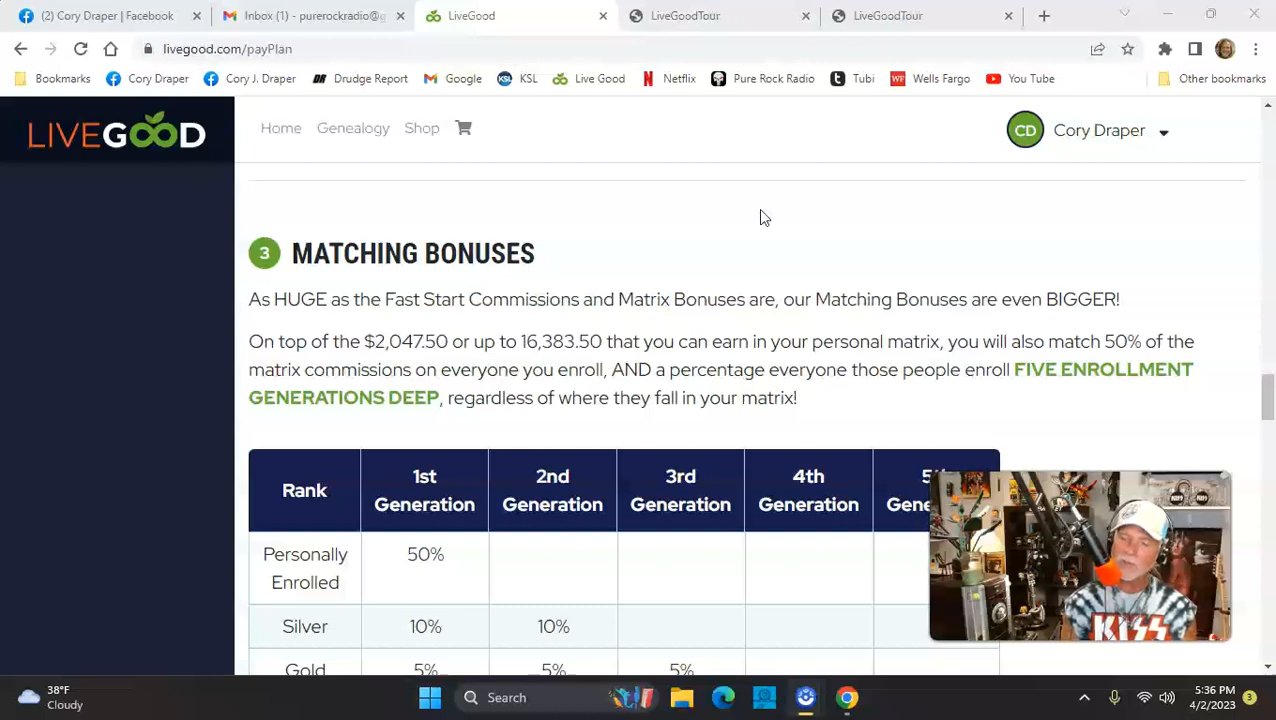 (2) Cory Draper | Facebook
Inbox (1) - purerockradio@g
LiveGood
LiveGoodTour
LiveGoodTour
livegood.com/payPlan
Bookmarks Cory Draper Cory J. Draper Drudge Report Google KSL Live Good Netflix Pure Rock Radio Tubi Wells Fargo You Tube Other bookmarks
LIVEGOOD
Home Genealogy Shop
CD Cory Draper
3 MATCHING BONUSES
As HUGE as the Fast Start Commissions and Matrix Bonuses are, our Matching Bonuses are even BIGGER!
On top of the $2,047.50 or up to 16,383.50 that you can earn in your personal matrix, you will also match 50% of the
matrix commissions on everyone you enroll, AND a percentage everyone those people enroll FIVE ENROLLMENT
GENERATIONS DEEP, regardless of where they fall in your matrix!
Rank
1st
Generation
2nd
Generation
3rd
Generation
4th
Generation
Personally
Enrolled
50%
Silver 10% 10%
Gold 5% 5% 5%
KISS
38°F
Cloudy
Search
5:36 PM
4/2/2023
3